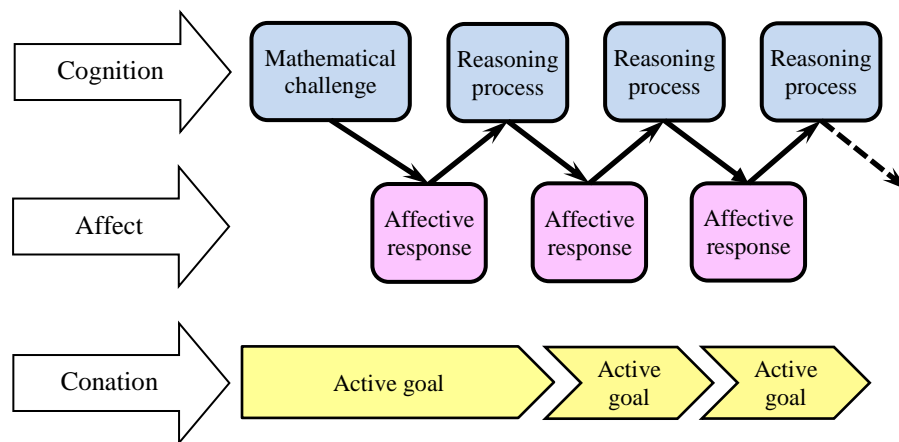 Cognition
Mathematical
challenge
Reasoning
process
Reasoning
process
Reasoning
process
Affect
Affective
response
Affective
response
Affective
response
Conation
Active goal
Active
goal
Active
goal